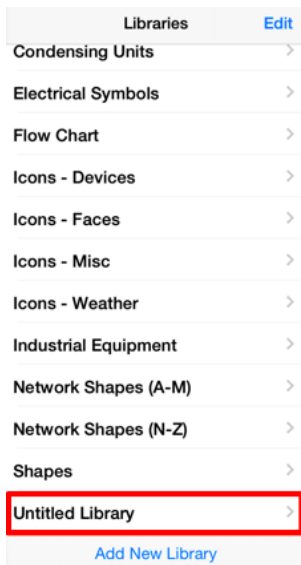 Libraries Edit
Condensing Units
Electrical Symbols
Flow Chart
Icons - Devices
Icons - Faces
Icons - Misc
Icons - Weather
Industrial Equipment
Network Shapes (A-M)
Network Shapes (N-Z)
Shapes
Untitled Library
Add New Library